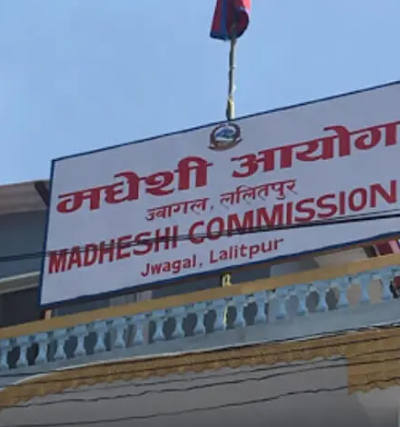 मधेशी आयोग
ज्वागल, ललितपुर
MADHESHI COMMISSION
Jwagal, Lalitpur